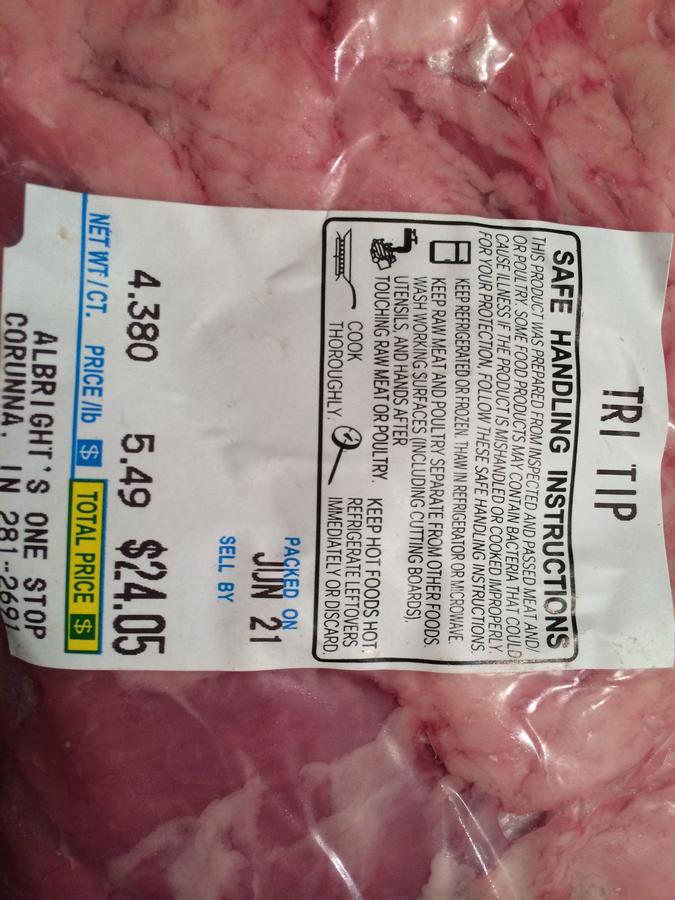 TRI TIP
SAFE HANDLING INSTRUCTIONS
THIS PRODUCT WAS PREPARED FROM INSPECTED AND PASSED MEAT AND/
OR POULTRY. SOME FOOD PRODUCTS MAY CONTAIN BACTERIA THAT COULD
CAUSE ILLNESS IF THE PRODUCT IS MISHANDLED OR COOKED IMPROPERLY.
FOR YOUR PROTECTION, FOLLOW THESE SAFE HANDLING INSTRUCTIONS.
KEEP REFRIGERATED OR FROZEN. THAW IN REFRIGERATOR OR MICROWAVE.
KEEP RAW MEAT AND POULTRY SEPARATE FROM OTHER FOODS.
WASH WORKING SURFACES (INCLUDING CUTTING BOARDS),
UTENSILS, AND HANDS AFTER
TOUCHING RAW MEAT OR POULTRY.
COOK
THOROUGHLY.
KEEP HOT FOODS HOT.
REFRIGERATE LEFTOVERS
IMMEDIATELY OR DISCARD.
PACKED ON
JUN 21
SELL BY
4.380 5.49 $24.05
NET WT/CT. PRICE/lb $ TOTAL PRICE $
ALBRIGHT'S ONE STOP
CORUNNA, IN 281-2691